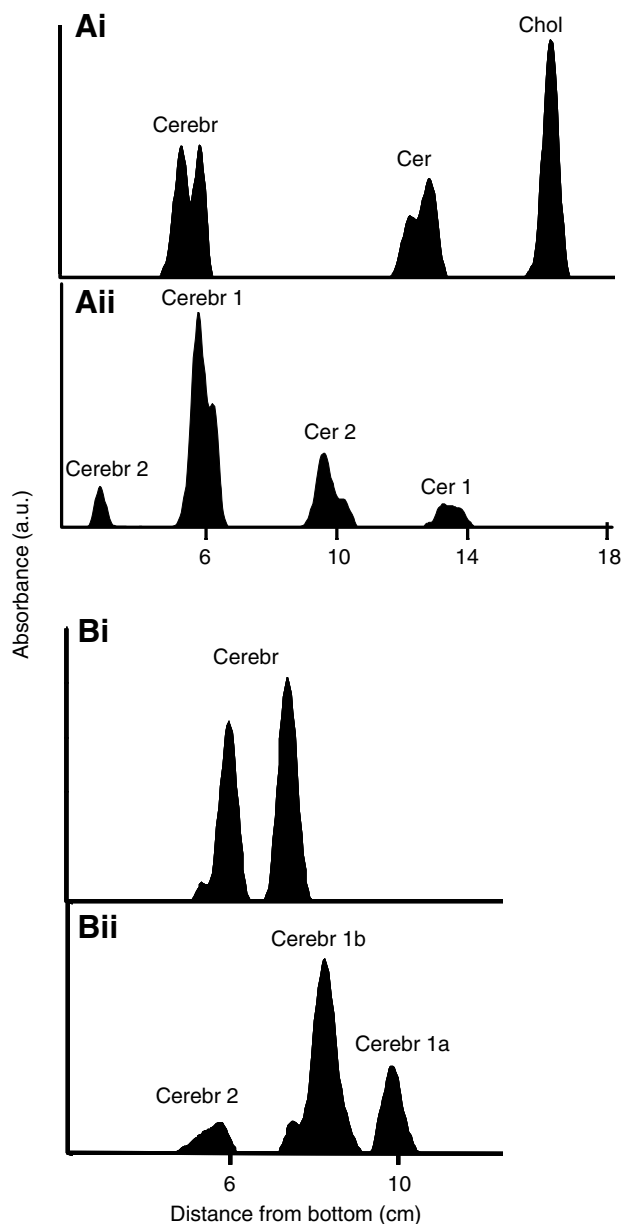 Ai
Chol
Cerebr
Cer
Aii
Cerebr 1
Cer 2
Cerebr 2
Cer 1
6 10 14 18
Absorbance (a.u.)
Bi
Cerebr
Bii
Cerebr 1b
Cerebr 1a
Cerebr 2
6 10
Distance from bottom (cm)